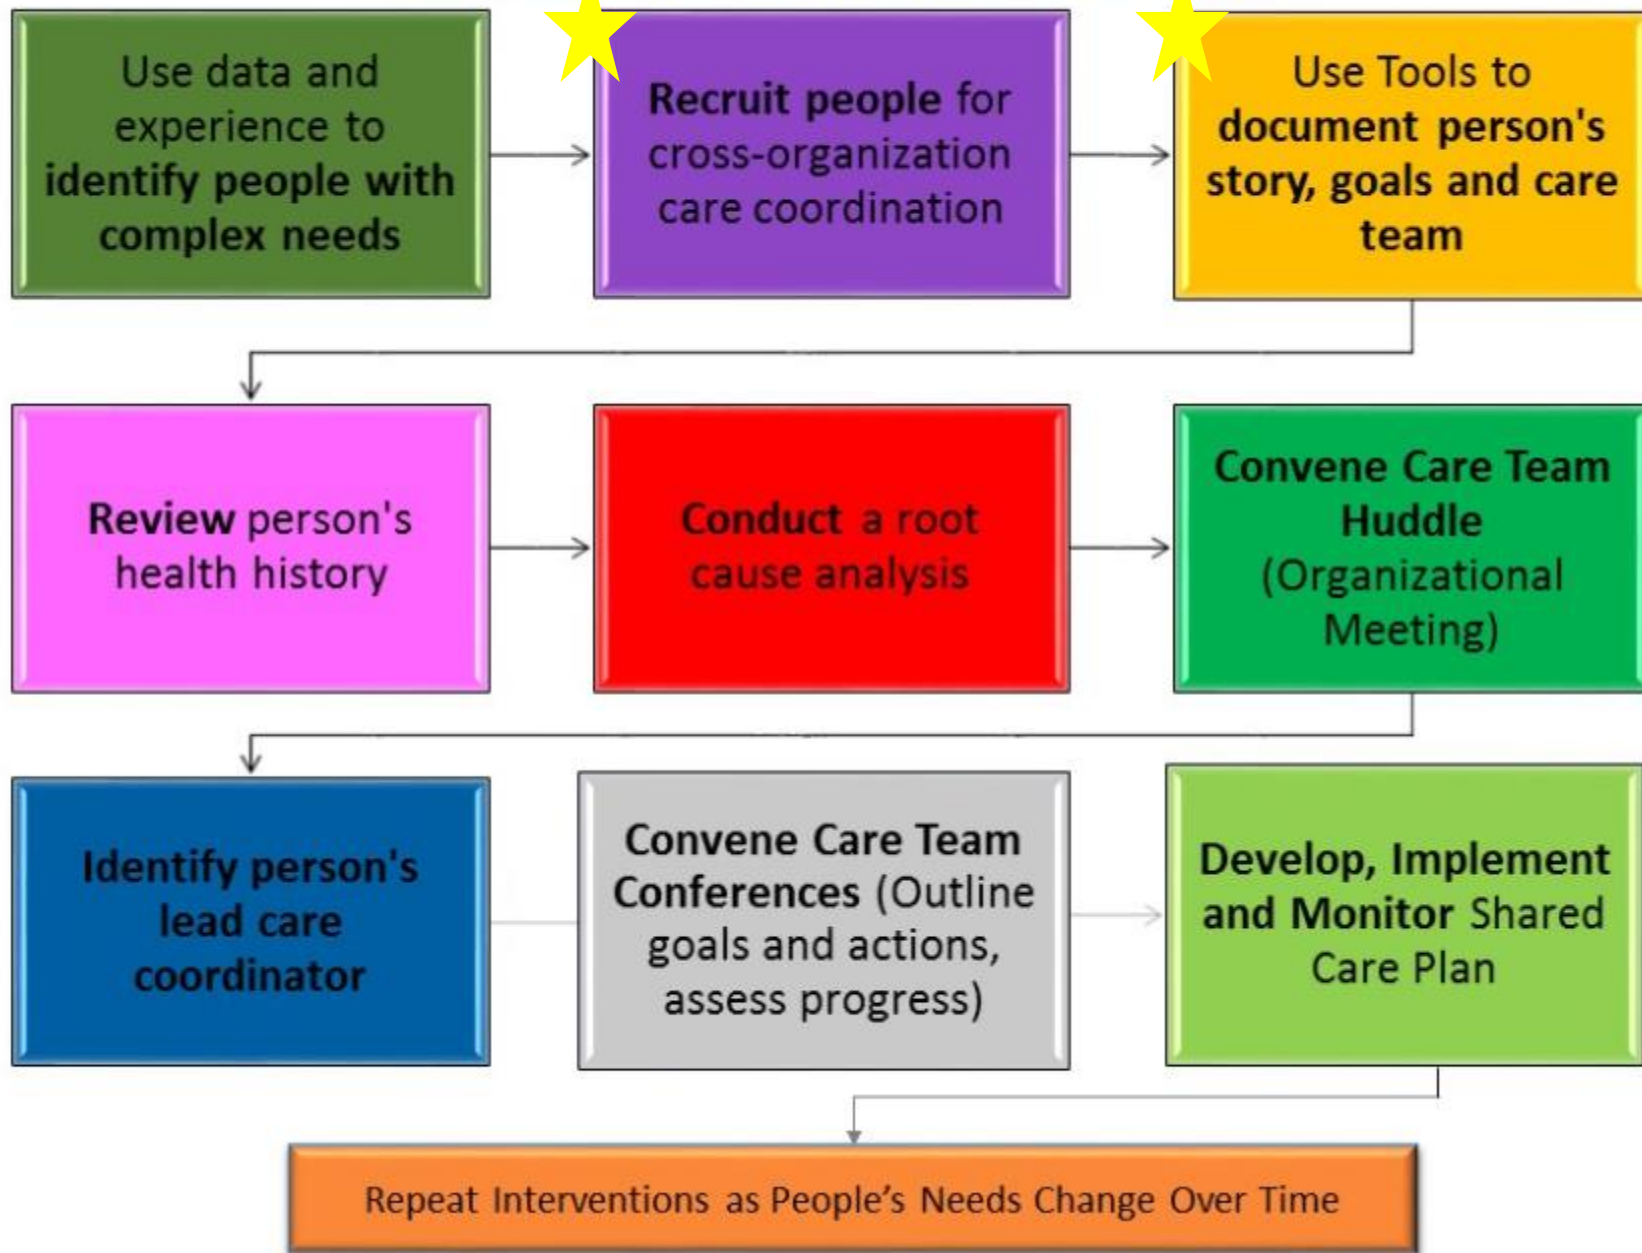 Use data and
experience to
identify people with
complex needs
Recruit people for
cross-organization
care coordination
Use Tools to
document person's
story, goals and care
team
Review person's
health history
Conduct a root
cause analysis
Convene Care Team
Huddle
(Organizational
Meeting)
Identify person's
lead care
coordinator
Convene Care Team
Conferences (Outline
goals and actions,
assess progress)
Develop, Implement
and Monitor Shared
Care Plan
Repeat Interventions as People’s Needs Change Over Time